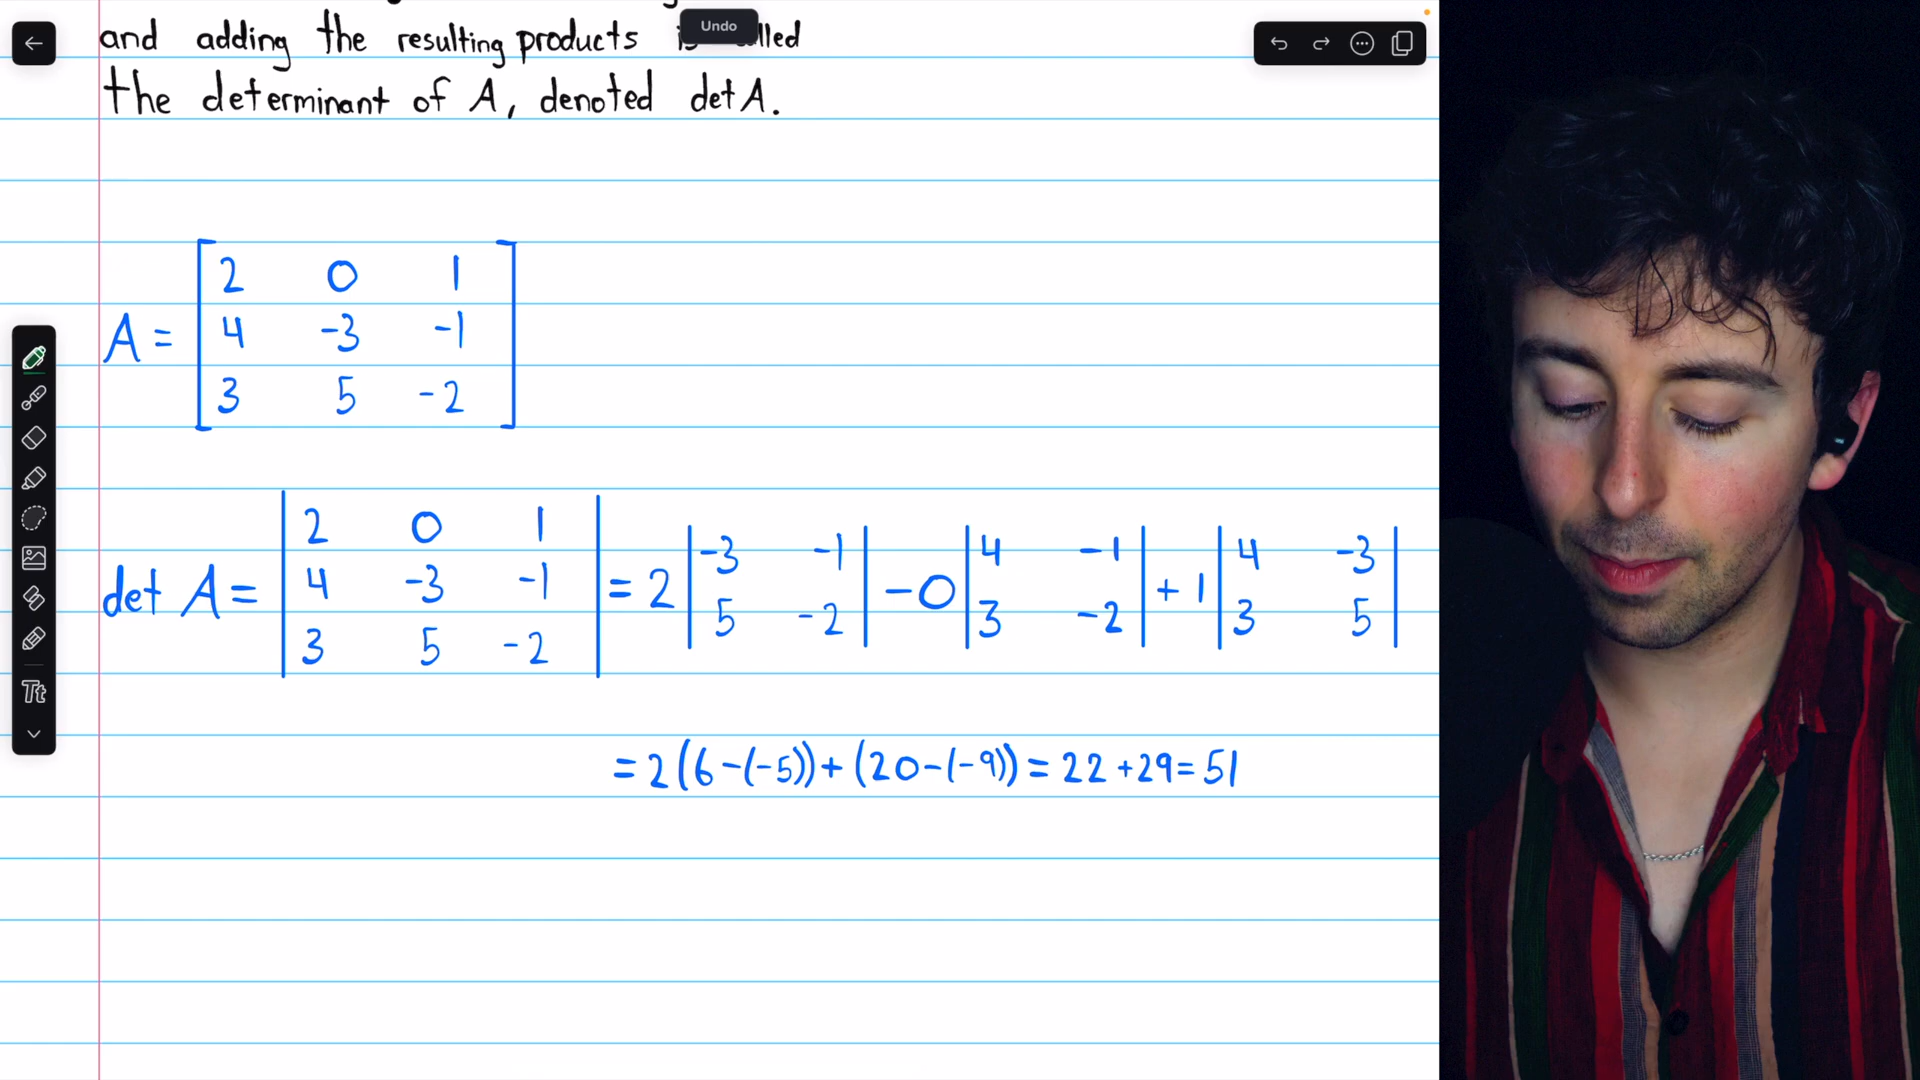 and adding the resulting products
Undo
the determinant of A, denoted det A.
A = [2 0 1
4 -3 -1
3 5 -2]
det A = |2 0 1
4 -3 -1
3 5 -2| = 2 |-3 -1
5 -2| - 0 |4 -1
3 -2| + 1 |4 -3
3 5|
= 2(6-(-5)) + (20-(-9)) = 22 + 29 = 51
Tt